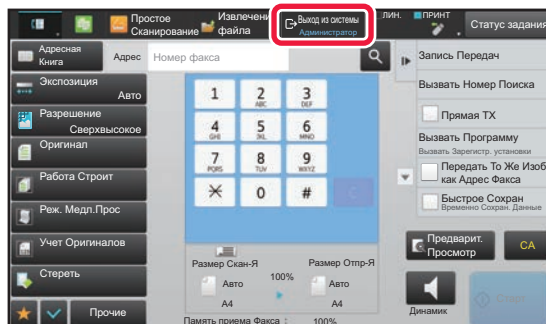 Простое
Сканирование
Извлечени
файла
Выход из системы
Администратор
ЛИН.
ПРИНТ
Статус задания
Адресная
Книга
Адрес
Номер факса
Экспозиция
Авто
Разрешение
Сверхвысокое
Оригинал
Работа Строит
Реж. Медл.Прос
Учет Оригиналов
Стереть
Прочие
1 2 3
ABC DEF
4 5 6
GHI JKL MNO
7 8 9
PQRS TUV WXYZ
0 #
Размер Скан-Я
Размер Отпр-Я
100%
Авто
Авто
A4
A4
Память приема Факса : 100%
Запись Передач
Вызвать Номер Поиска
Прямая TX
Вызвать Программу
Вызвать Зарегистр. установки
Передать То Же Изоб
как Адрес Факса
Быстрое Сохран
Временно Сохран. Данные
Предварит.
Просмотр
CA
Динамик
Старт